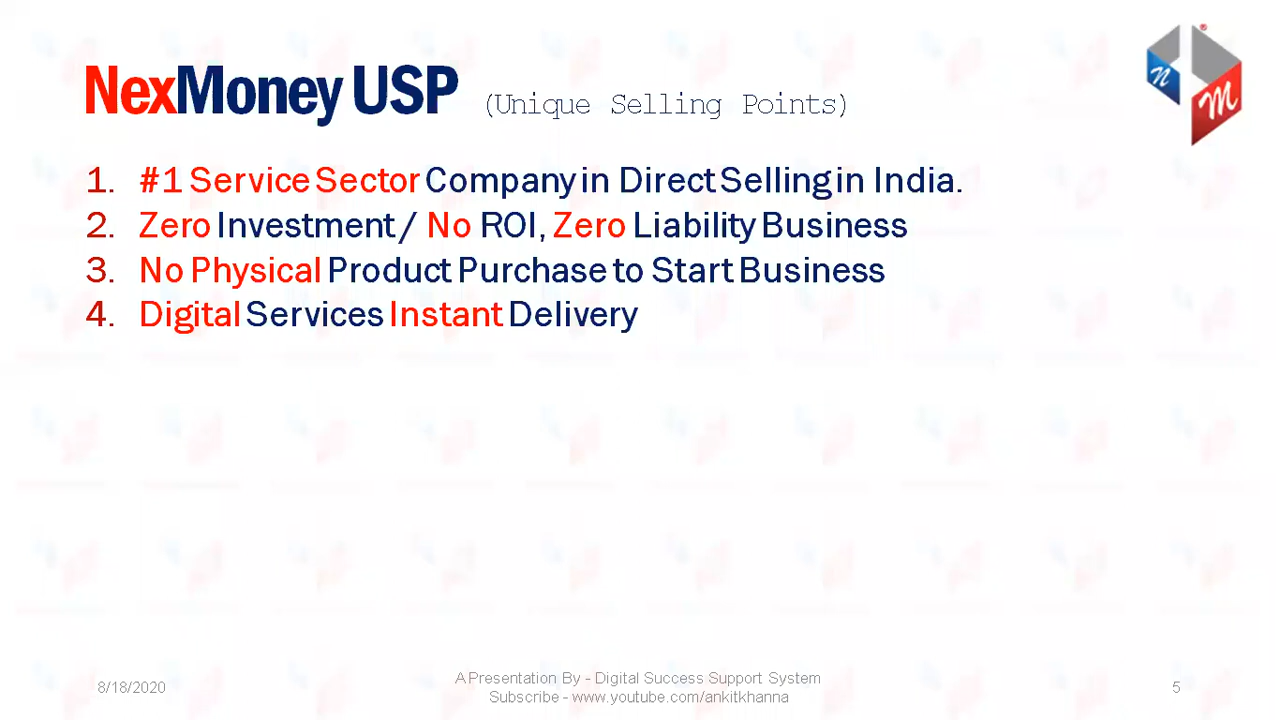 NexMoney USP (Unique Selling Points)
n
M
1. #1 Service Sector Company in Direct Selling in India.
2. Zero Investment / No ROI, Zero Liability Business
3. No Physical Product Purchase to Start Business
4. Digital Services Instant Delivery
8/18/2020
A Presentation By - Digital Success Support System
Subscribe - www.youtube.com/ankitkhanna
5